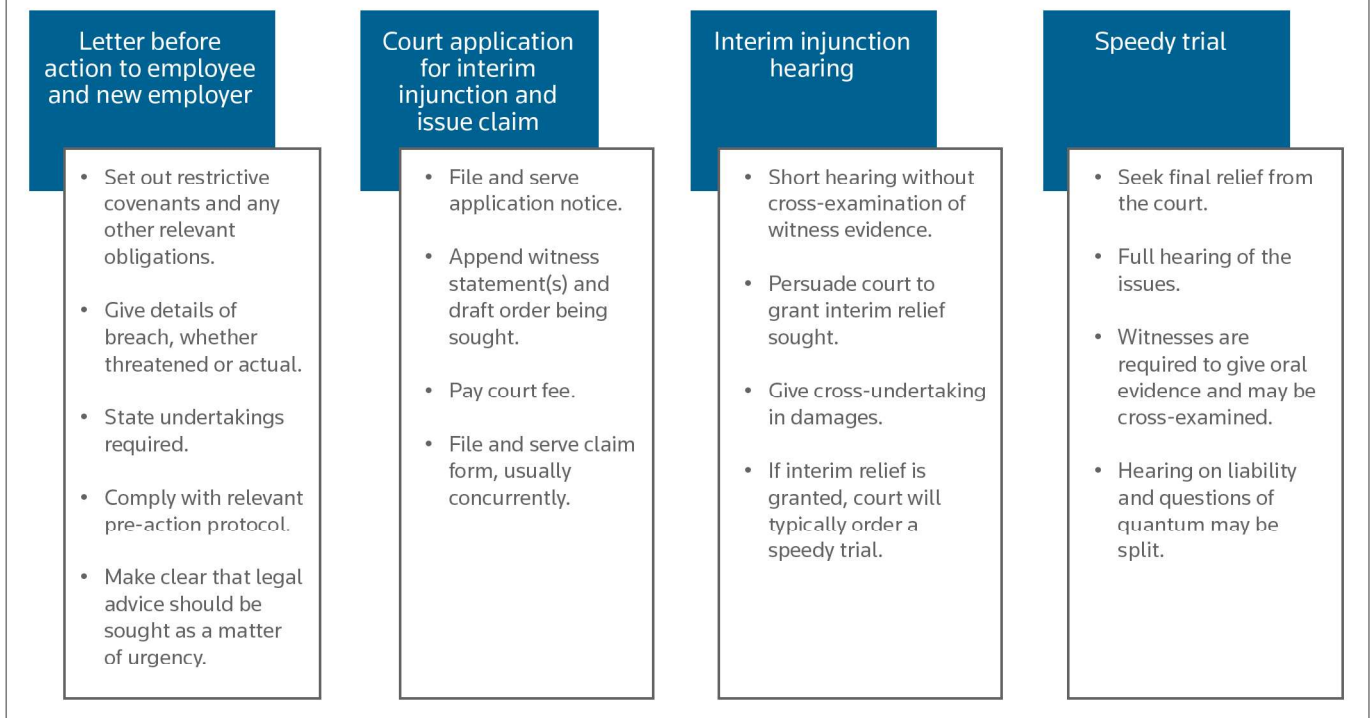 Letter before
action to employee
and new employer
• Set out restrictive
covenants and any
other relevant
obligations.
• Give details of
breach, whether
threatened or actual.
• State undertakings
required.
• Comply with relevant
pre-action protocol.
• Make clear that legal
advice should be
sought as a matter
of urgency.
Court application
for interim
injunction and
issue claim
• File and serve
application notice.
• Append witness
statement(s) and
draft order being
sought.
• Pay court fee.
• File and serve claim
form, usually
concurrently.
Interim injunction
hearing
• Short hearing without
cross-examination of
witness evidence.
• Persuade court to
grant interim relief
sought.
• Give cross-undertaking
in damages.
• If interim relief is
granted, court will
typically order a
speedy trial.
Speedy trial
• Seek final relief from
the court.
• Full hearing of the
issues.
• Witnesses are
required to give oral
evidence and may be
cross-examined.
• Hearing on liability
and questions of
quantum may be
split.